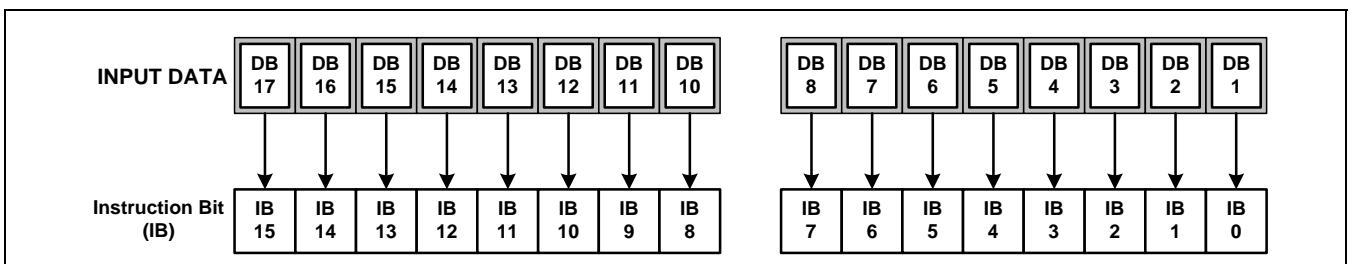 INPUT DATA DB 17 DB 16 DB 15 DB 14 DB 13 DB 12 DB 11 DB 10 DB 8 DB 7 DB 6 DB 5 DB 4 DB 3 DB 2 DB 1
Instruction Bit (IB) IB 15 IB 14 IB 13 IB 12 IB 11 IB 10 IB 9 IB 8 IB 7 IB 6 IB 5 IB 4 IB 3 IB 2 IB 1 IB 0